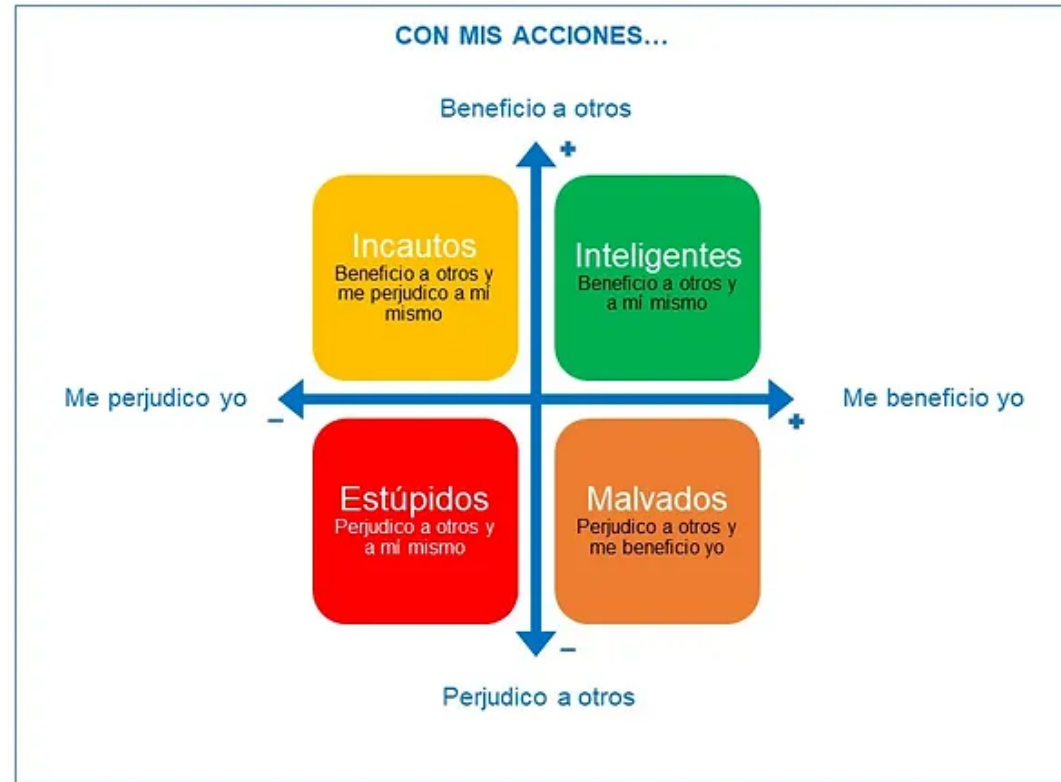 CON MIS ACCIONES...
Beneficio a otros
+
Incautos
Beneficio a otros y
me perjudico a mí
mismo
Inteligentes
Beneficio a otros y
a mí mismo
Me perjudico yo
–
Me beneficio yo
+
Estúpidos
Perjudico a otros y
a mí mismo
Malvados
Perjudico a otros y
me beneficio yo
–
Perjudico a otros